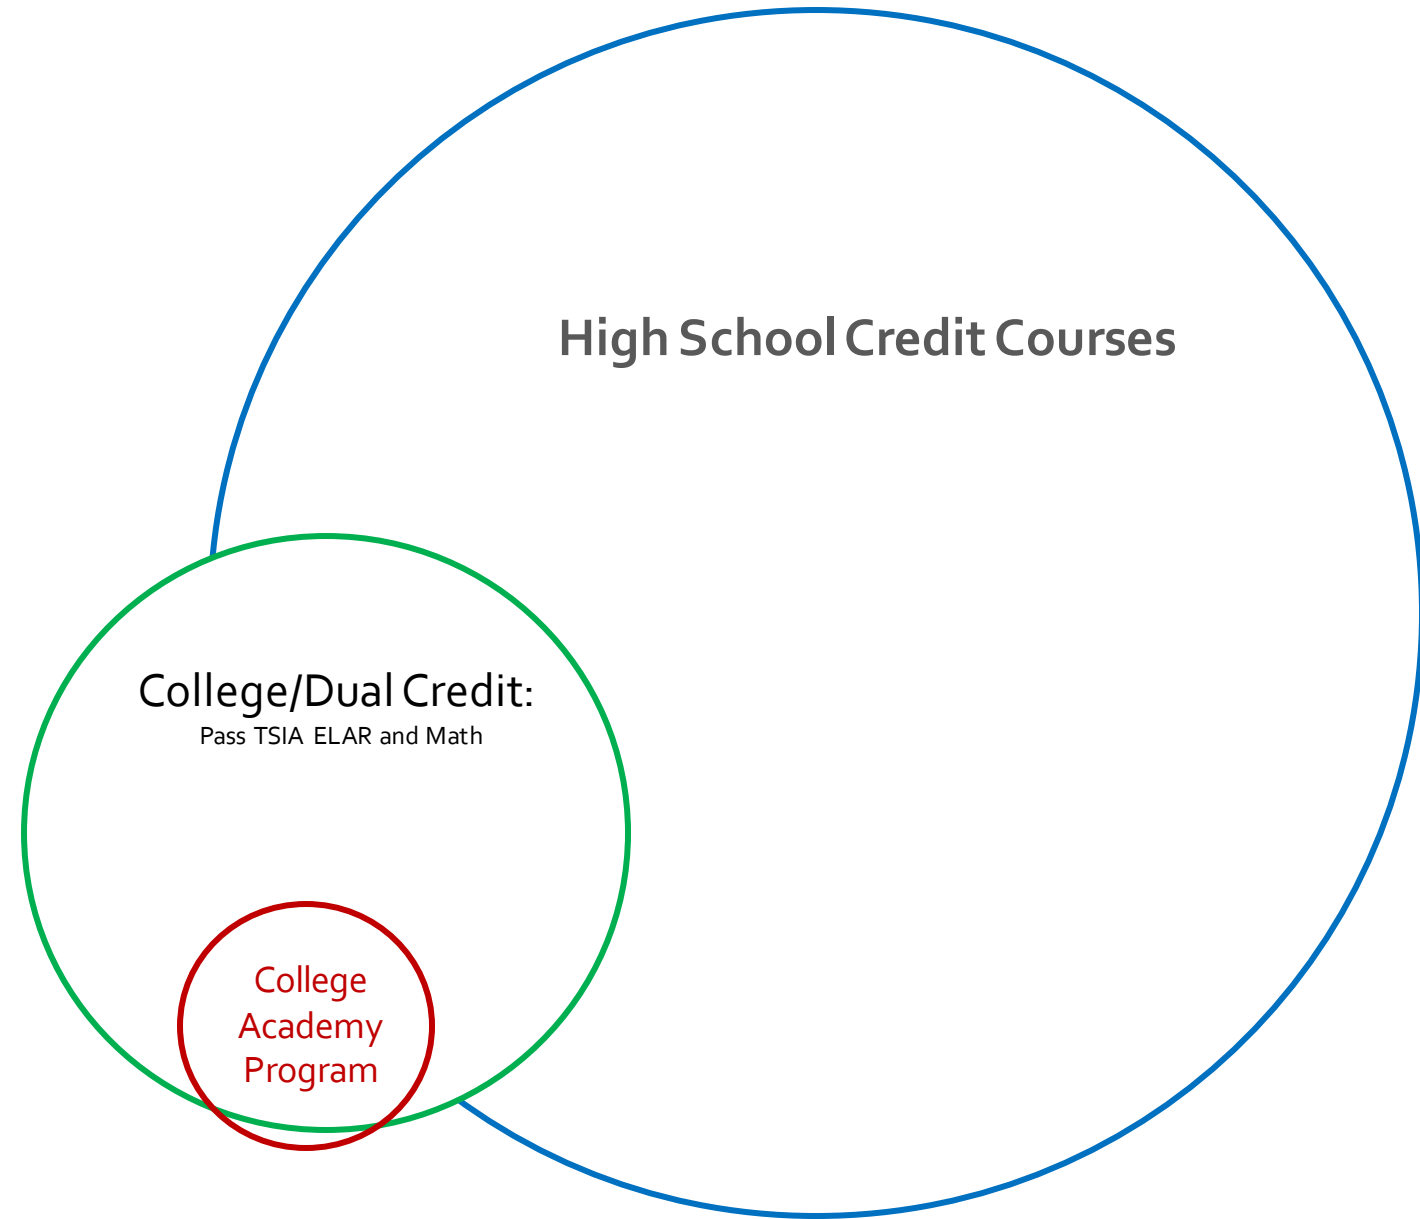 High School Credit Courses
College/Dual Credit:
Pass TSIA ELAR and Math
College
Academy
Program